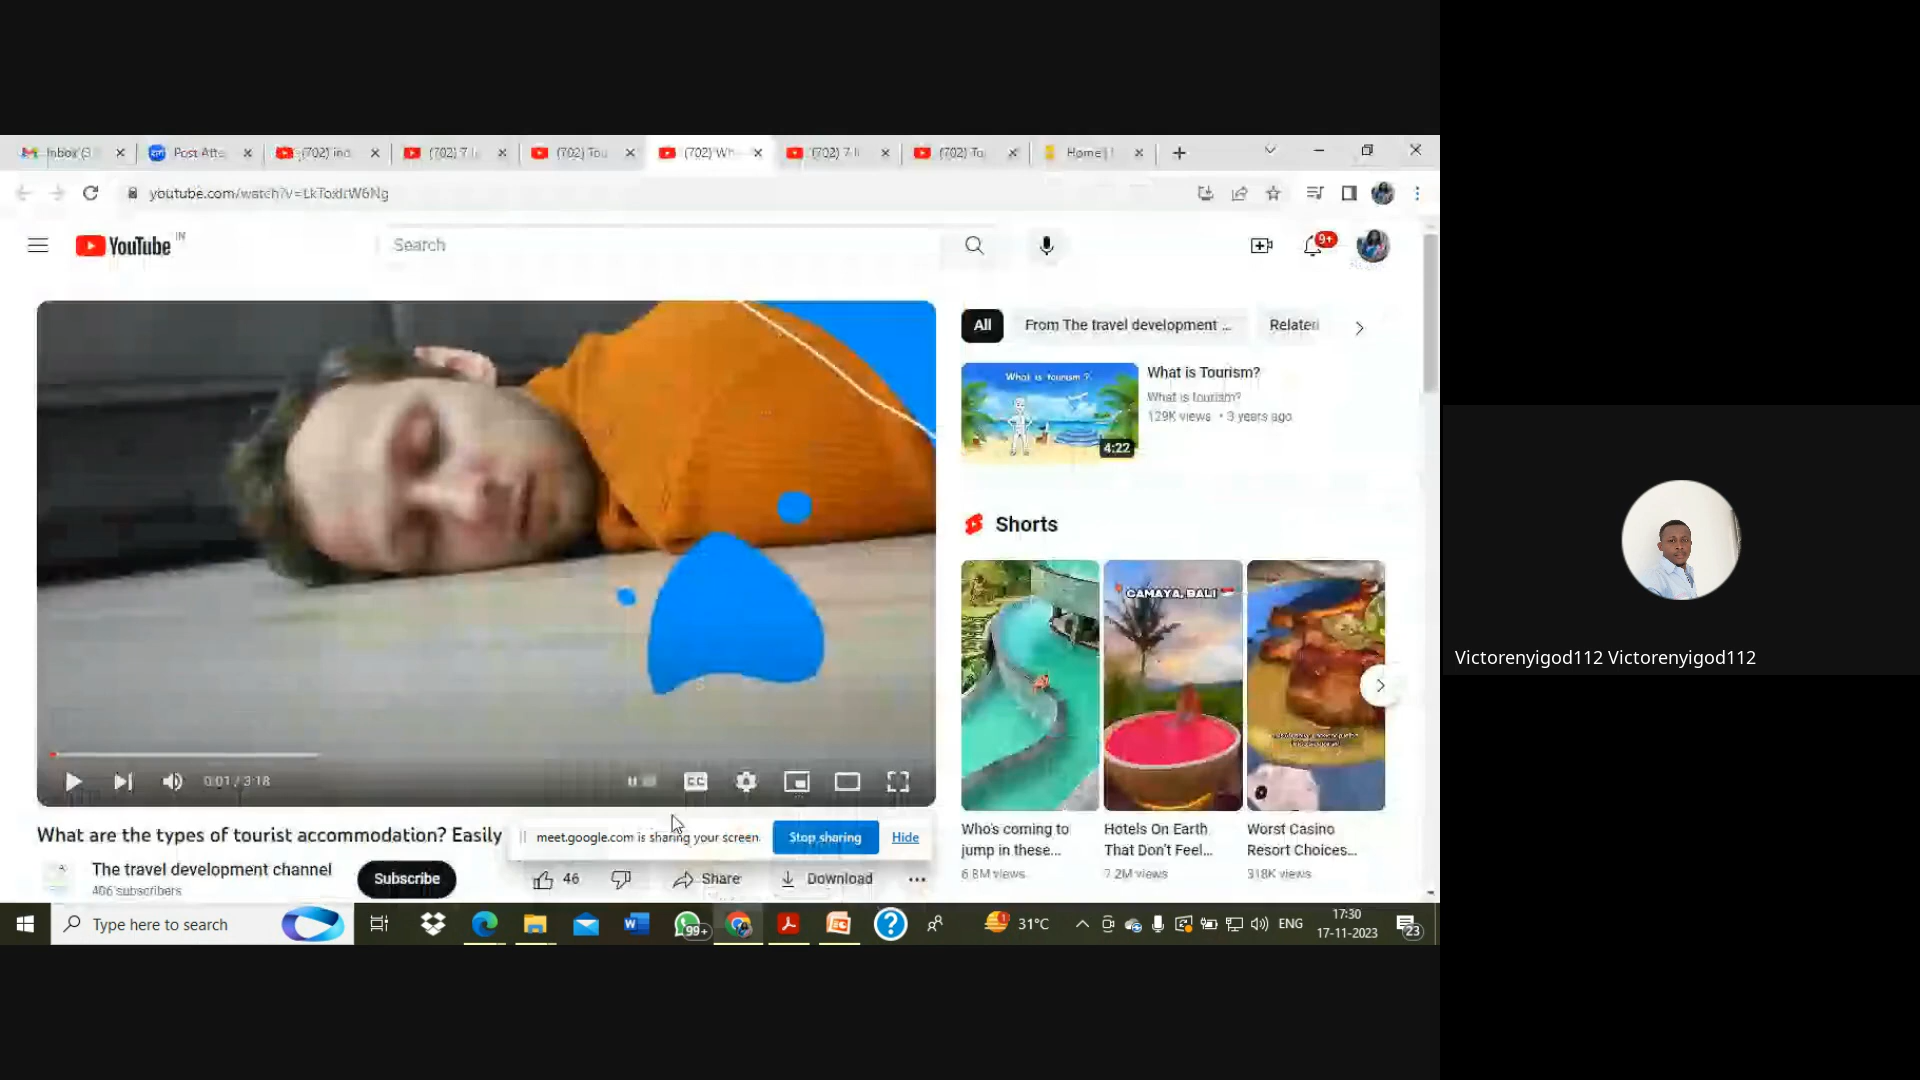 Inbox (3
Post Atte
(702) ind
(702) 7 I
(702) Tou
(702) Wh
(702) 7 I
(702) To
Home |
youtube.com/watch?v=LkToxdrW6Ng
YouTube IN
Search
9+
All
From The travel development ...
Related
What is tourism ?
4:22
What is Tourism?
What is tourism?
129K views • 3 years ago
Shorts
CAMAYA, BALI
0:01 / 3:18
CC
What are the types of tourist accommodation? Easily
meet.google.com is sharing your screen.
Stop sharing
Hide
Who's coming to
jump in these...
6.8M views
Hotels On Earth
That Don't Feel...
7.2M views
Worst Casino
Resort Choices...
318K views
The travel development channel
406 subscribers
Subscribe
46
Share
Download
Type here to search
99+
31°C
ENG
17:30
17-11-2023
23
Victorenyigod112 Victorenyigod112